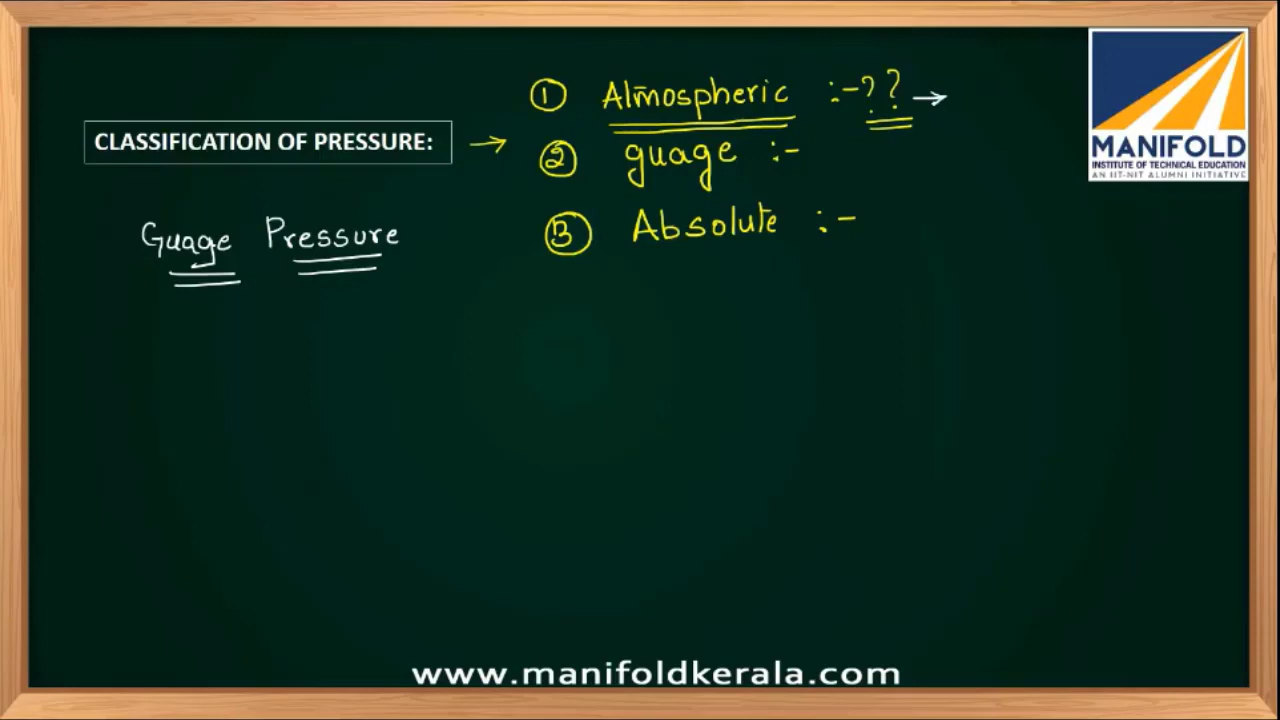 ① Atmospheric :- ?? →
CLASSIFICATION OF PRESSURE: →
② guage :-
③ Absolute :-
Guage Pressure
MANIFOLD
INSTITUTE OF TECHNICAL EDUCATION
AN IIT-NIT ALUMNI INITIATIVE
www.manifoldkerala.com